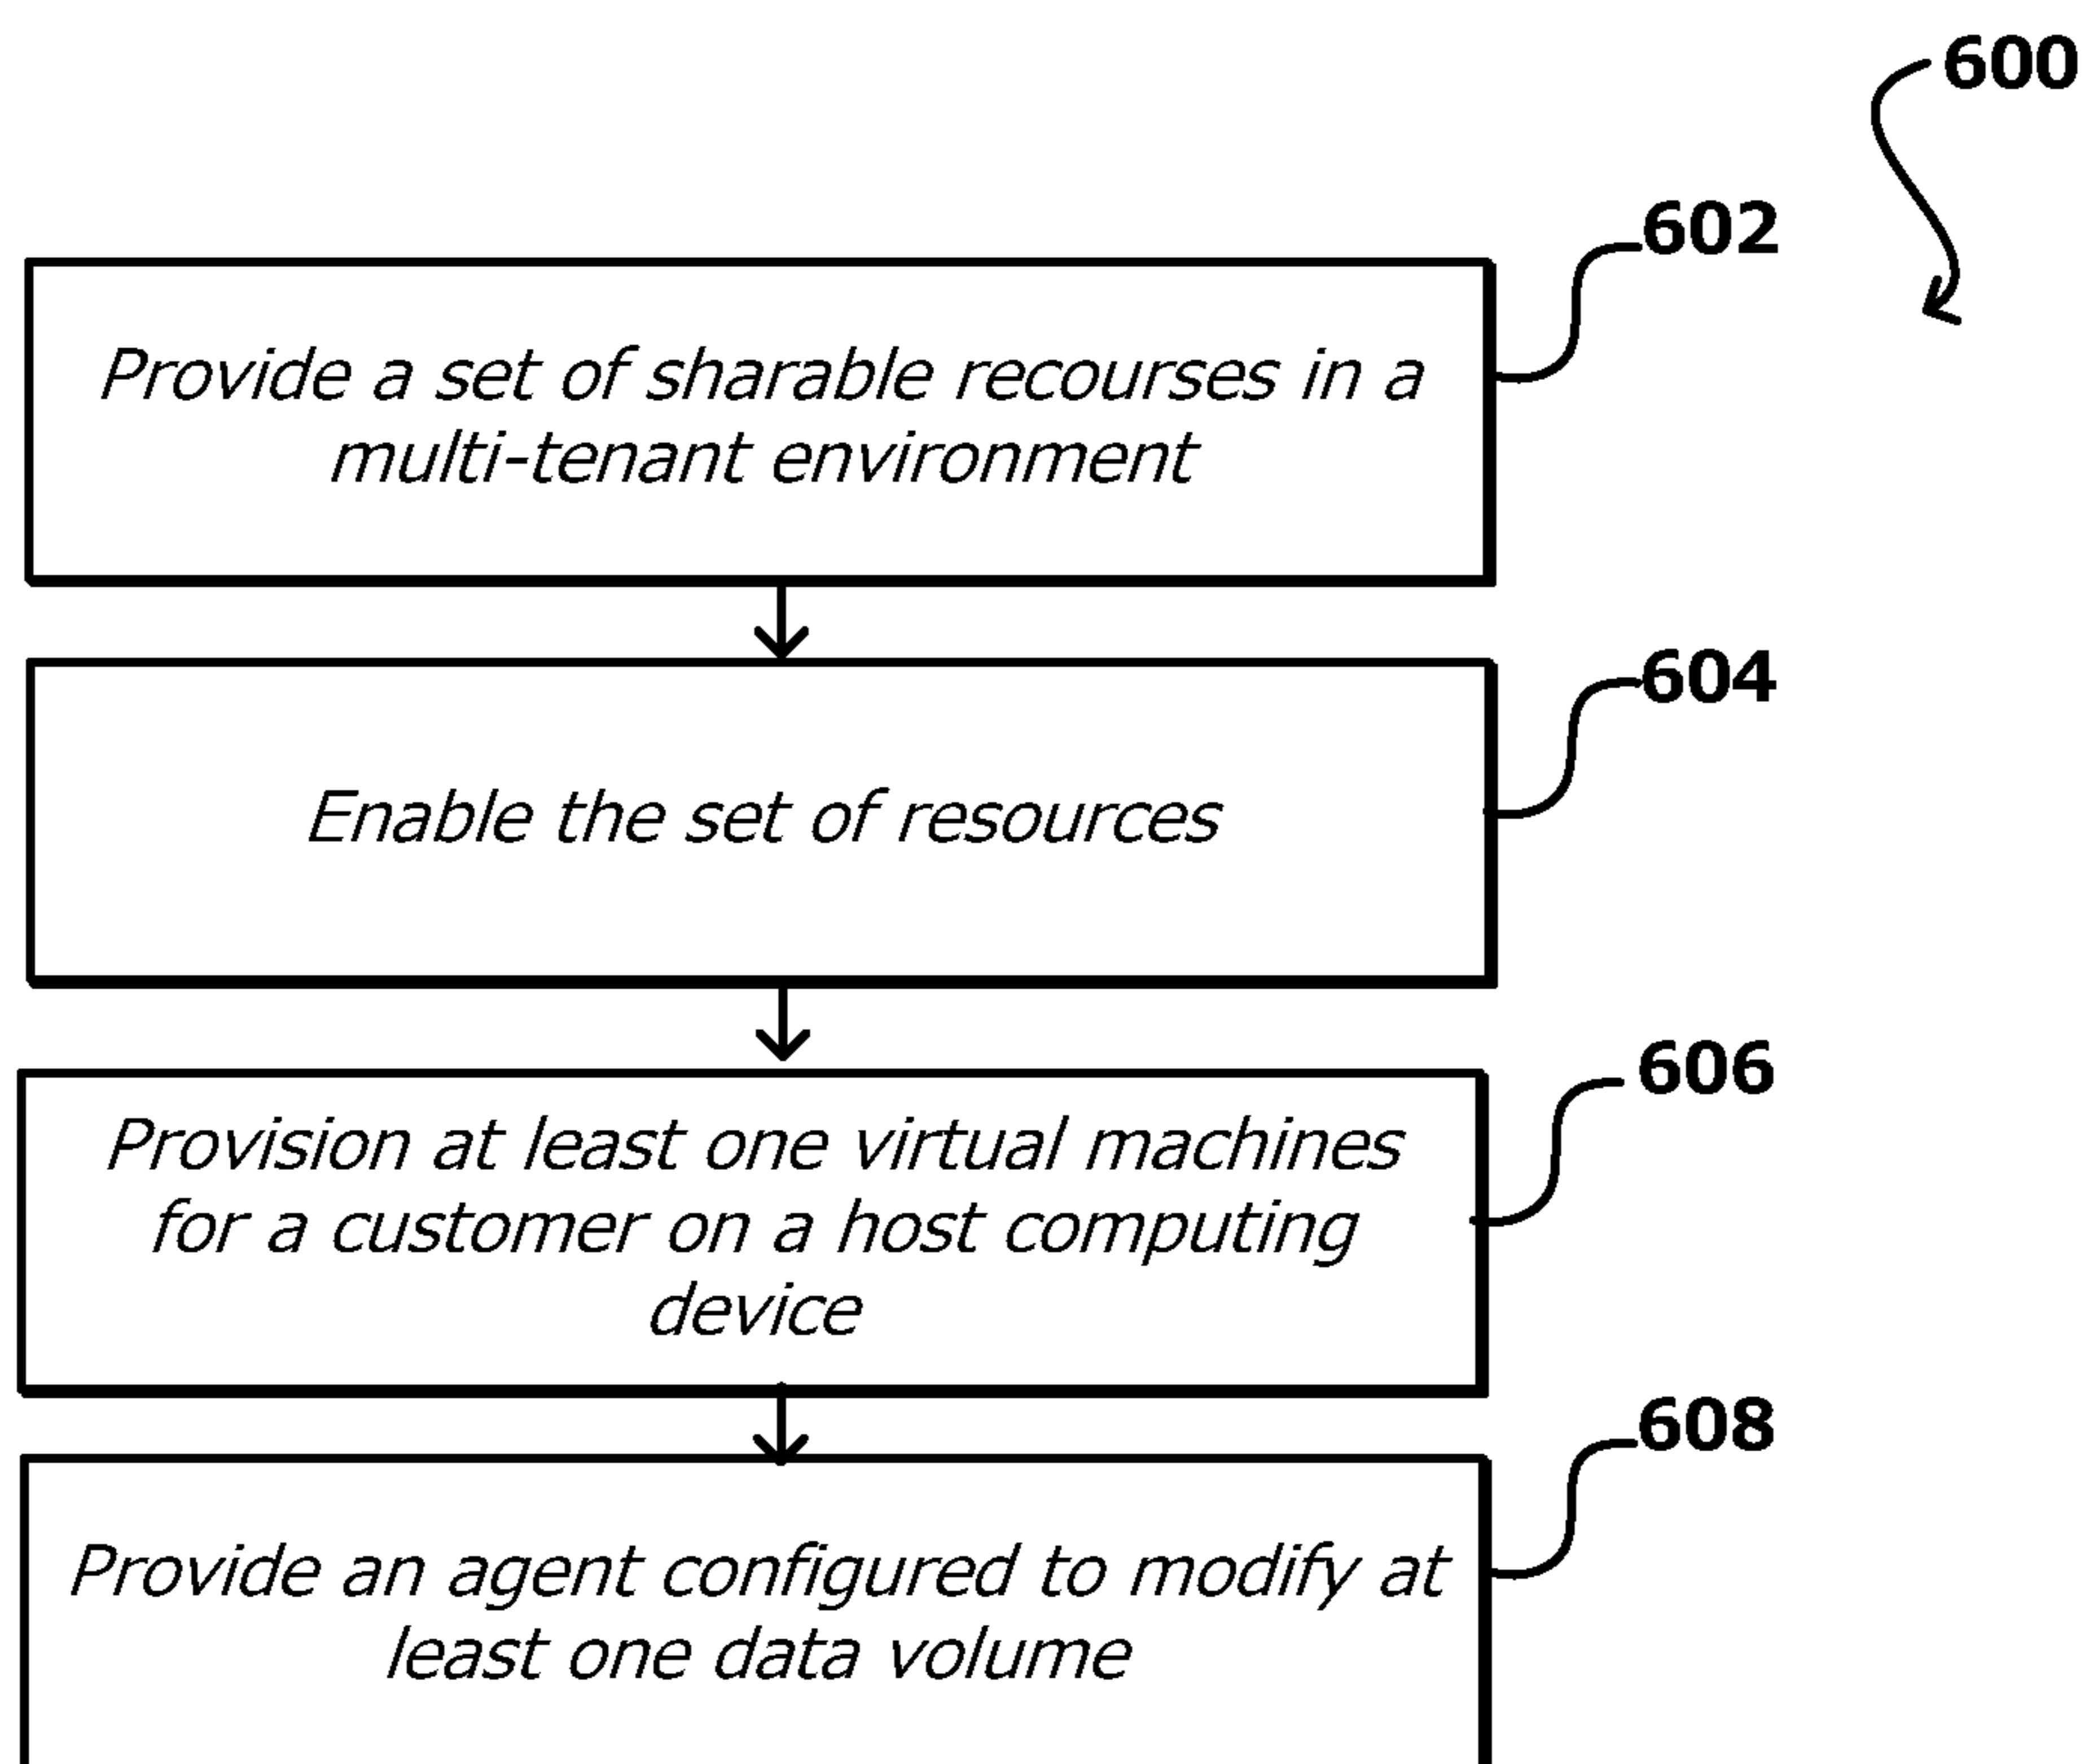 600
602
Provide a set of sharable recourses in a
multi-tenant environment
604
Enable the set of resources
606
Provision at least one virtual machines
for a customer on a host computing
device
608
Provide an agent configured to modify at
least one data volume